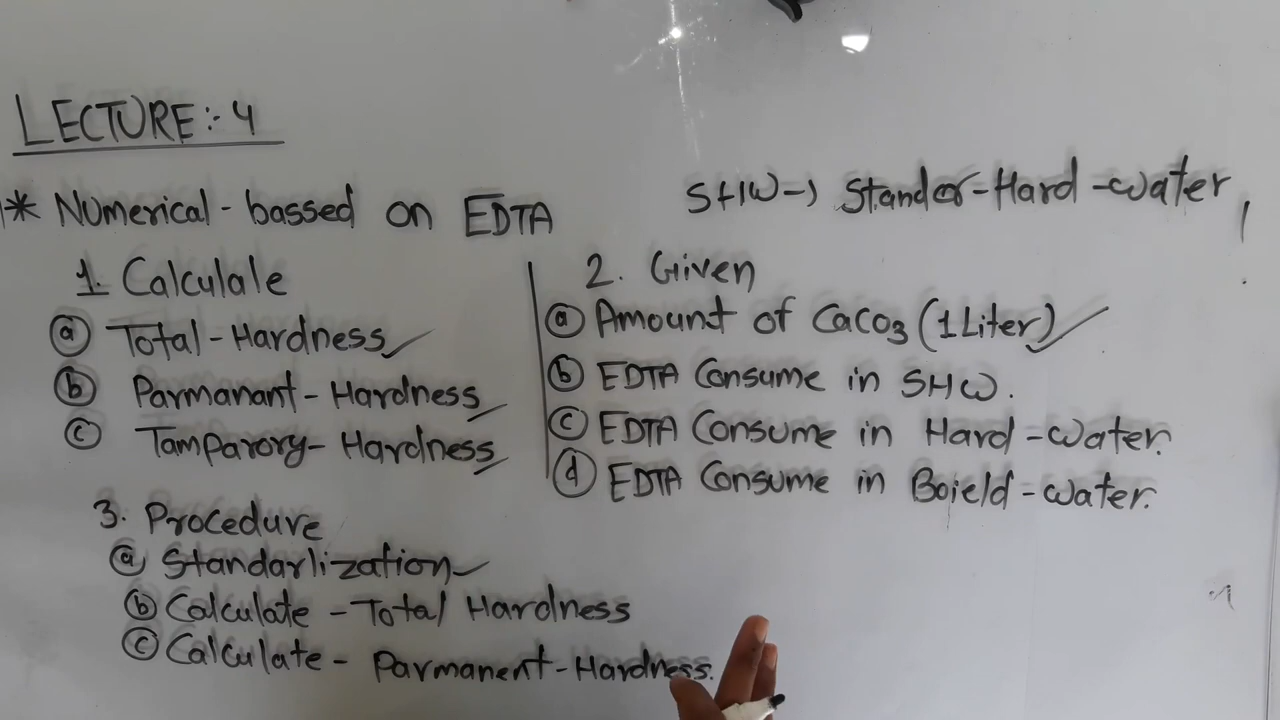 LECTURE:- 4
* Numerical - bassed on EDTA
SHW → Stander-Hard-water
1. Calculale
a Total-Hardness
b Parmanant-Hardness
c Tamparory-Hardness
2. Given
a Amount of CaCO3 (1 Liter)
b EDTA Consume in SHW.
c EDTA Consume in Hard-water.
d EDTA Consume in Boield-water.
3. Procedure
a Standarlization
b Calculate - Total Hardness
c Calculate - Parmanent-Hardness.